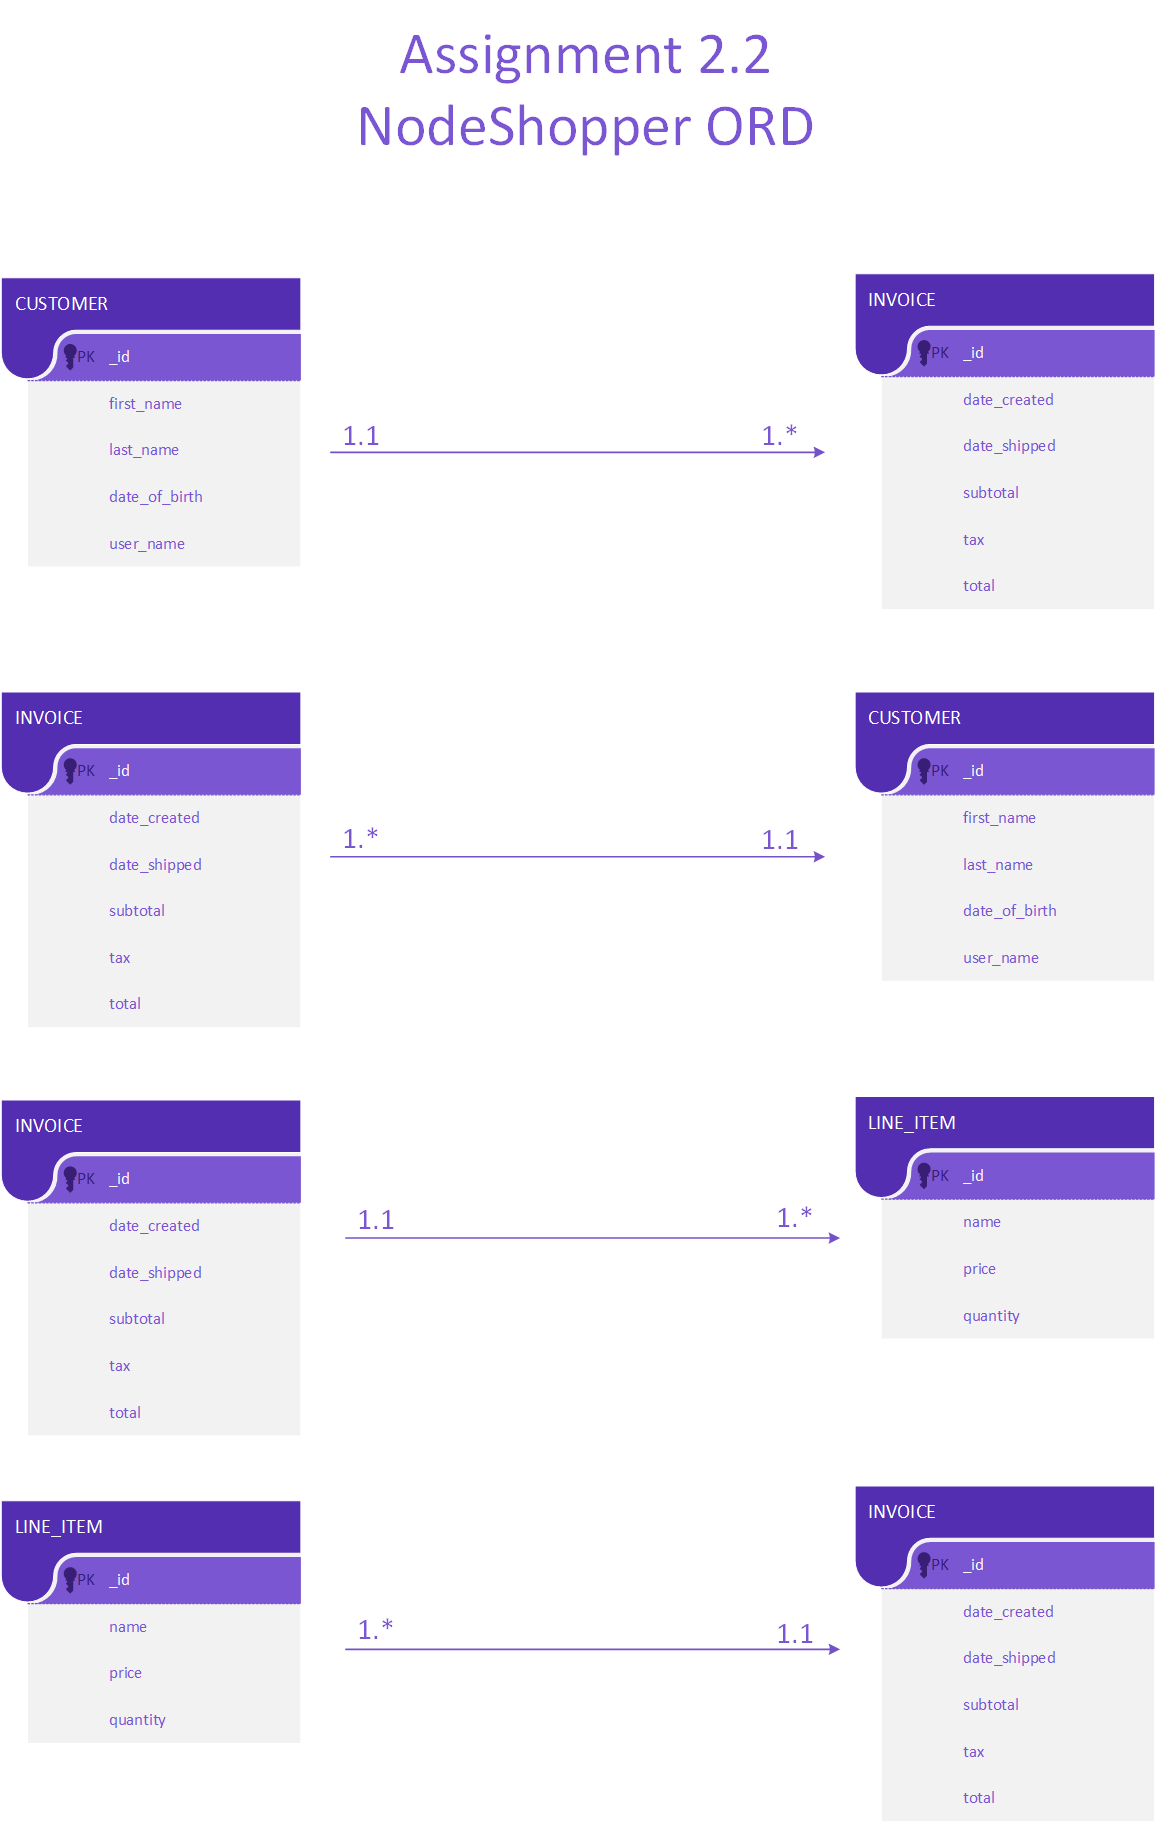 Assignment 2.2
NodeShopper ORD
CUSTOMER
PK _id
first_name
last_name
date_of_birth
user_name
1.1
1.*
INVOICE
PK _id
date_created
date_shipped
subtotal
tax
total
INVOICE
PK _id
date_created
date_shipped
subtotal
tax
total
1.*
1.1
CUSTOMER
PK _id
first_name
last_name
date_of_birth
user_name
INVOICE
PK _id
date_created
date_shipped
subtotal
tax
total
1.1
1.*
LINE_ITEM
PK _id
name
price
quantity
LINE_ITEM
PK _id
name
price
quantity
1.*
1.1
INVOICE
PK _id
date_created
date_shipped
subtotal
tax
total